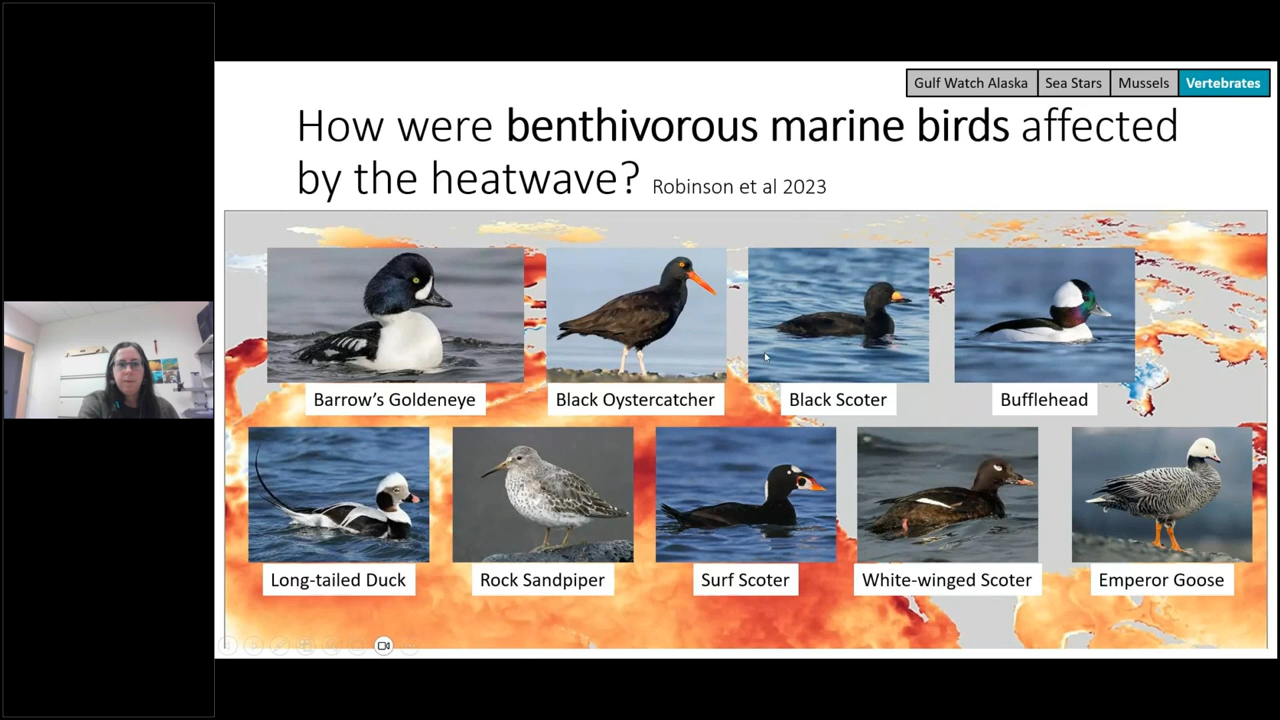 Gulf Watch Alaska Sea Stars Mussels Vertebrates
How were benthivorous marine birds affected
by the heatwave? Robinson et al 2023
Barrow's Goldeneye
Black Oystercatcher
Black Scoter
Bufflehead
Long-tailed Duck
Rock Sandpiper
Surf Scoter
White-winged Scoter
Emperor Goose